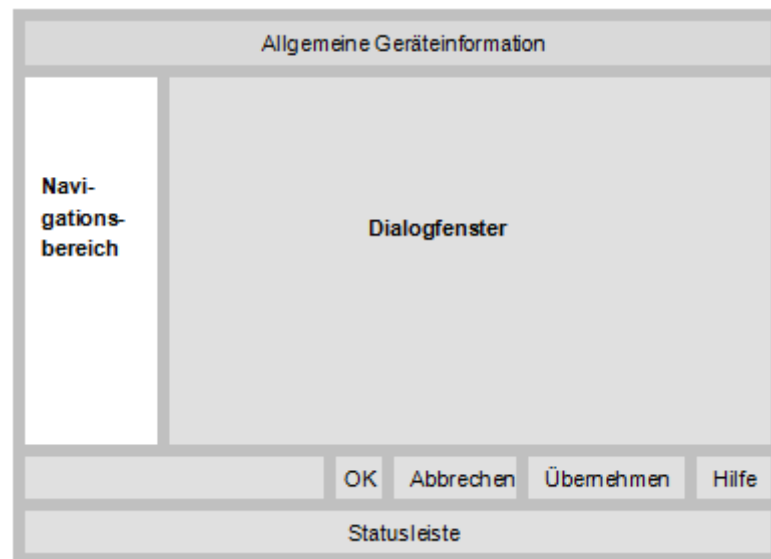 Allgemeine Geräteinformation
Navi-
gations-
bereich
Dialogfenster
OK Abbrechen Übernehmen Hilfe
Statusleiste